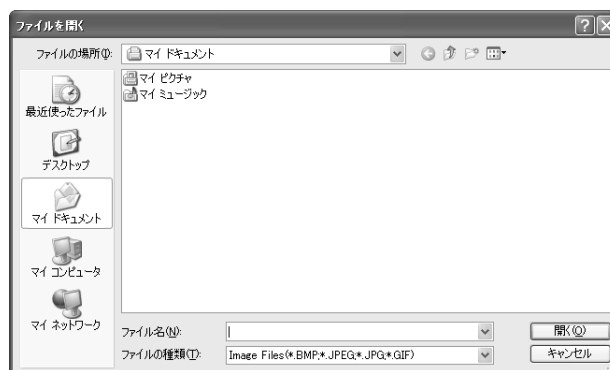 ファイルを開く
ファイルの場所(I):
マイ ドキュメント
マイ ピクチャ
マイ ミュージック
最近使ったファイル
デスクトップ
マイ ドキュメント
マイ コンピュータ
マイ ネットワーク
ファイル名(N):
開く(O)
ファイルの種類(T):
Image Files(*.BMP;*.JPEG;*.JPG;*.GIF)
キャンセル